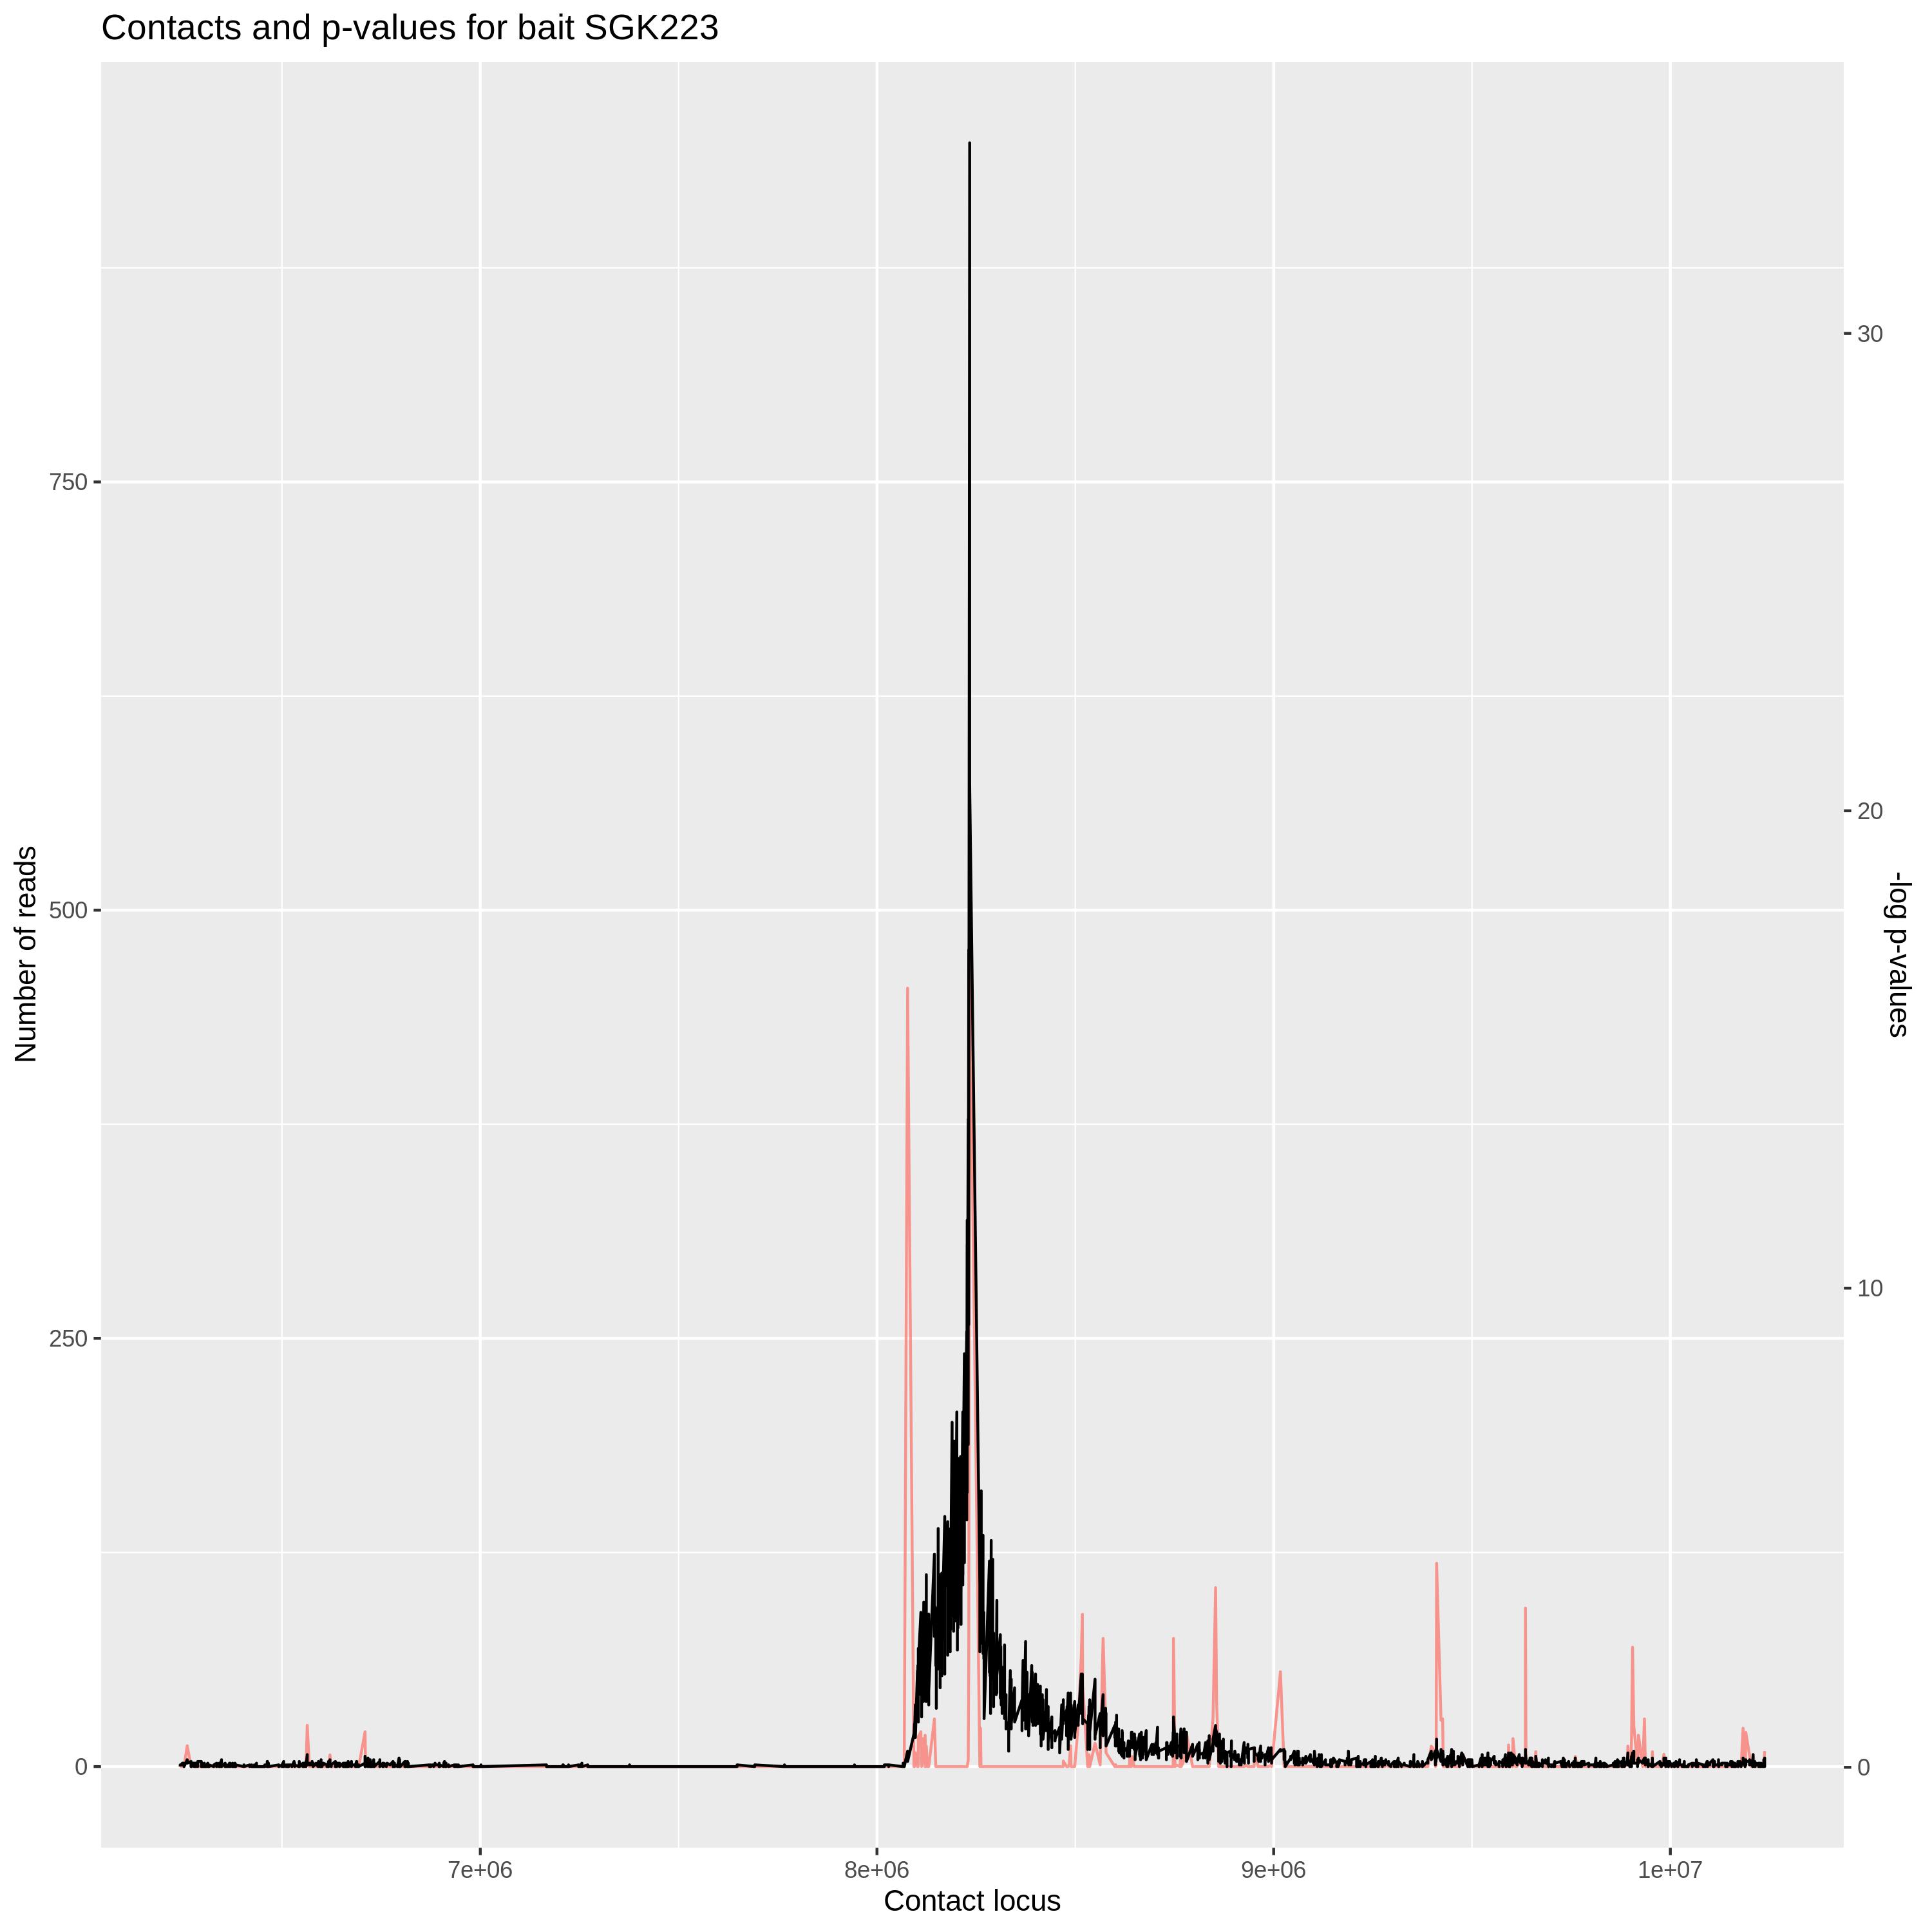 Contacts and p-values for bait SGK223
750
500
250
0
Number of reads
30
20
10
0
-log p-values
7e+06 8e+06 9e+06 1e+07
Contact locus